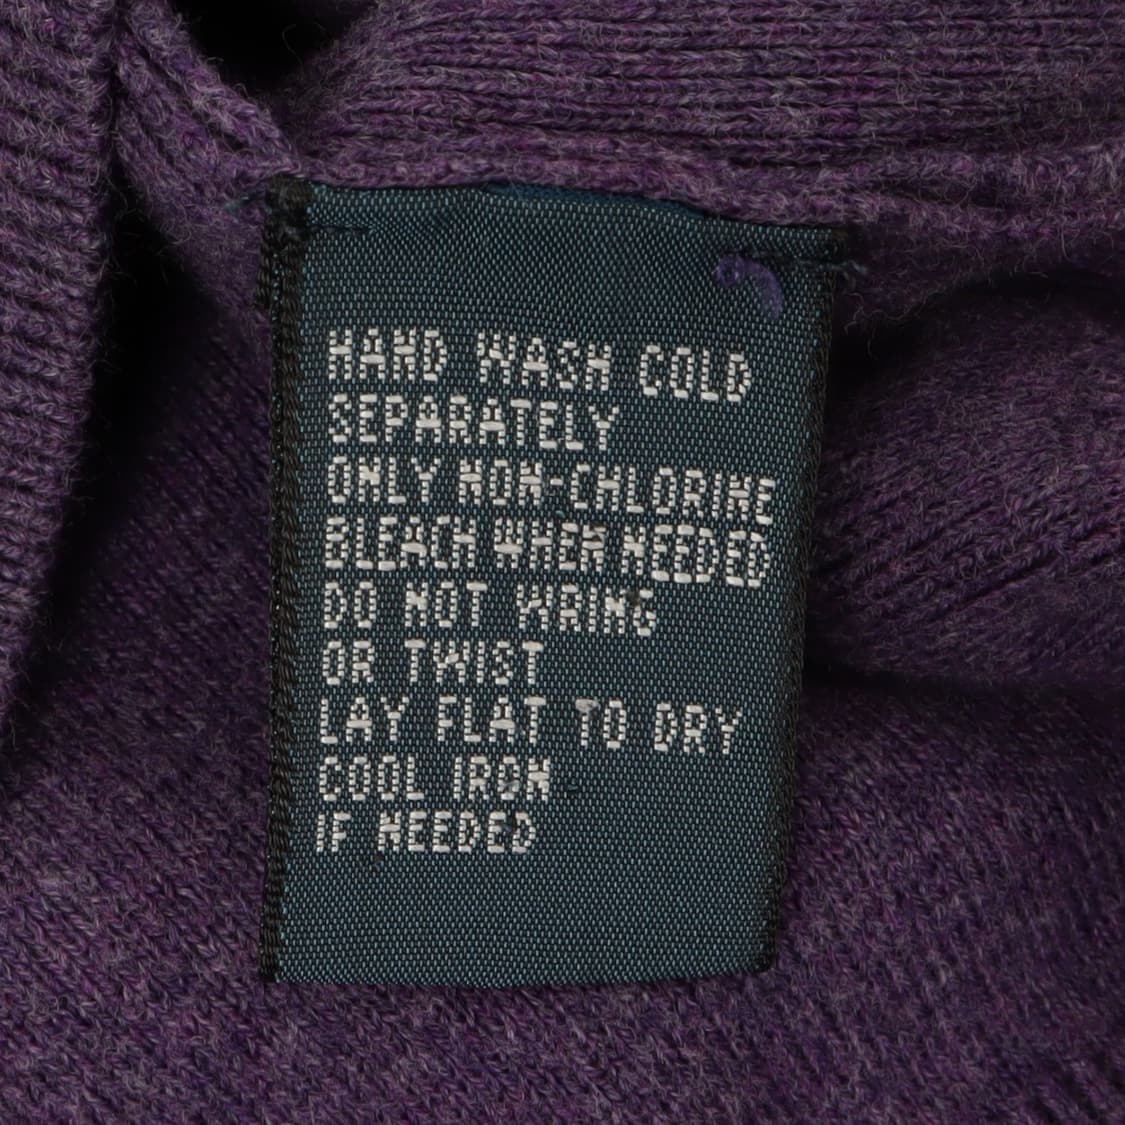 HAND WASH COLD
SEPARATELY
ONLY NON-CHLORINE
BLEACH WHEN NEEDED
DO NOT WRING
OR TWIST
LAY FLAT TO DRY
COOL IRON
IF NEEDED